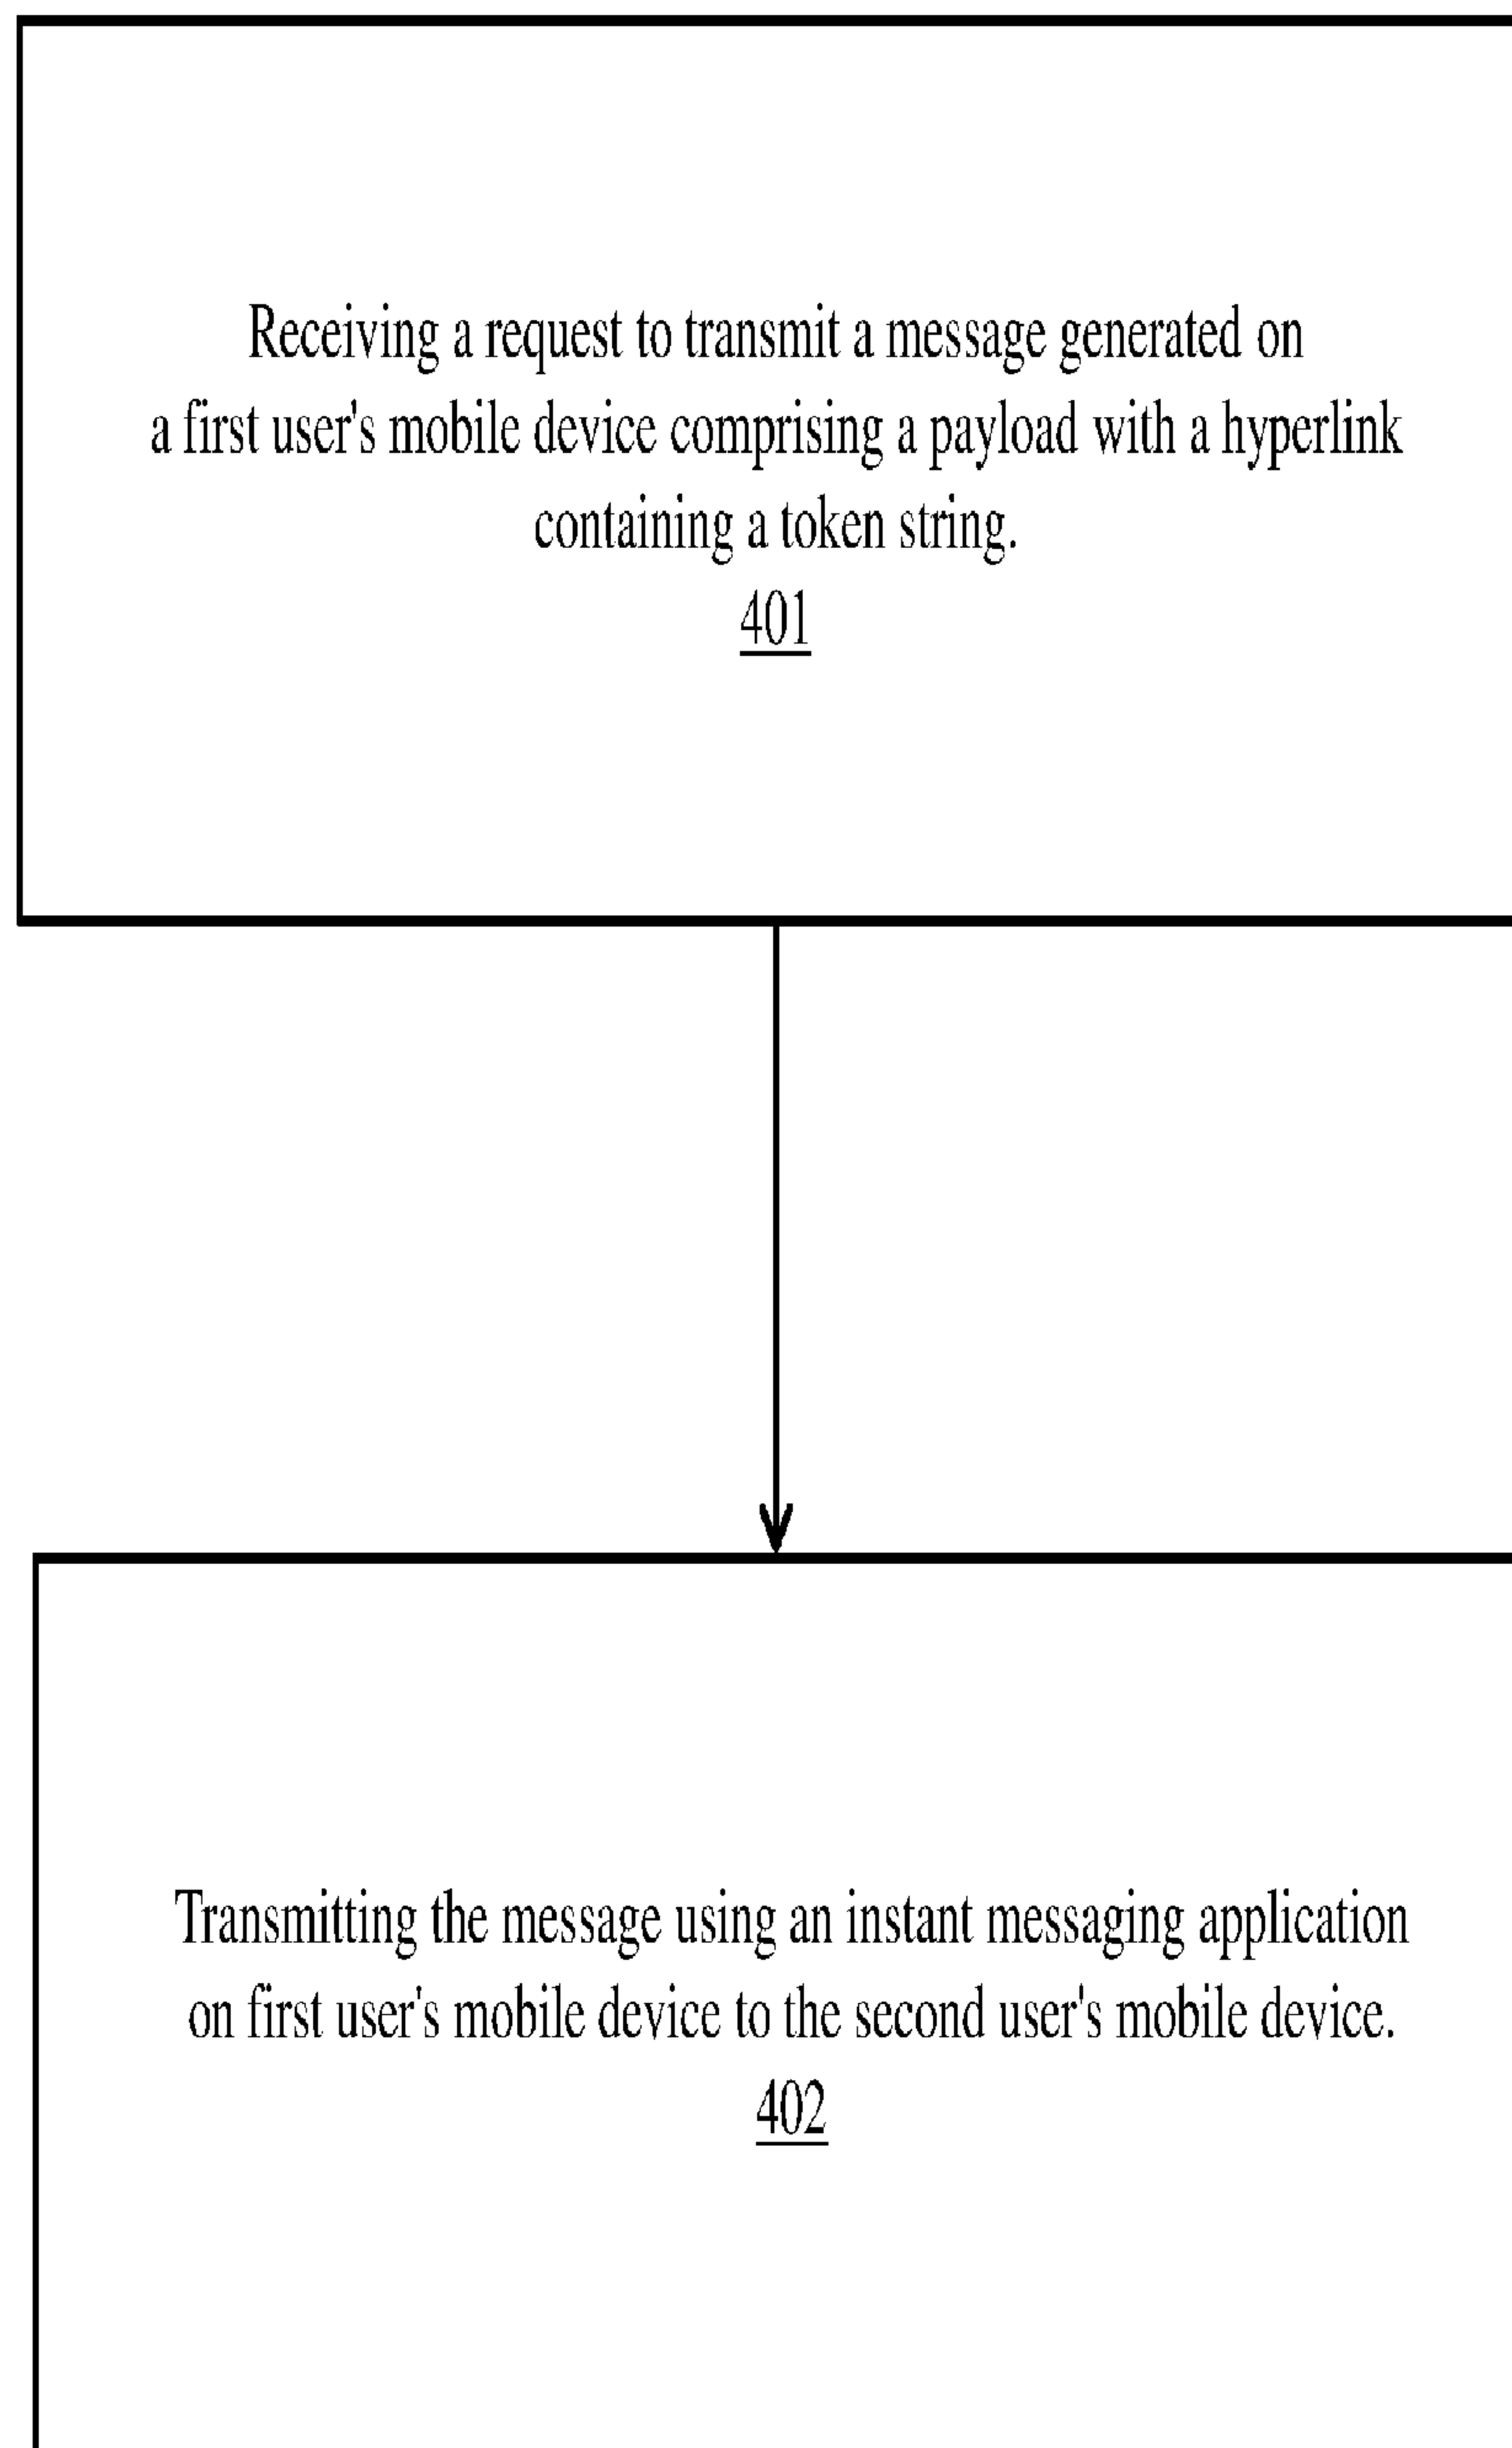 Receiving a request to transmit a message generated on
a first user's mobile device comprising a payload with a hyperlink
containing a token string.
401
Transmitting the message using an instant messaging application
on first user's mobile device to the second user's mobile device.
402